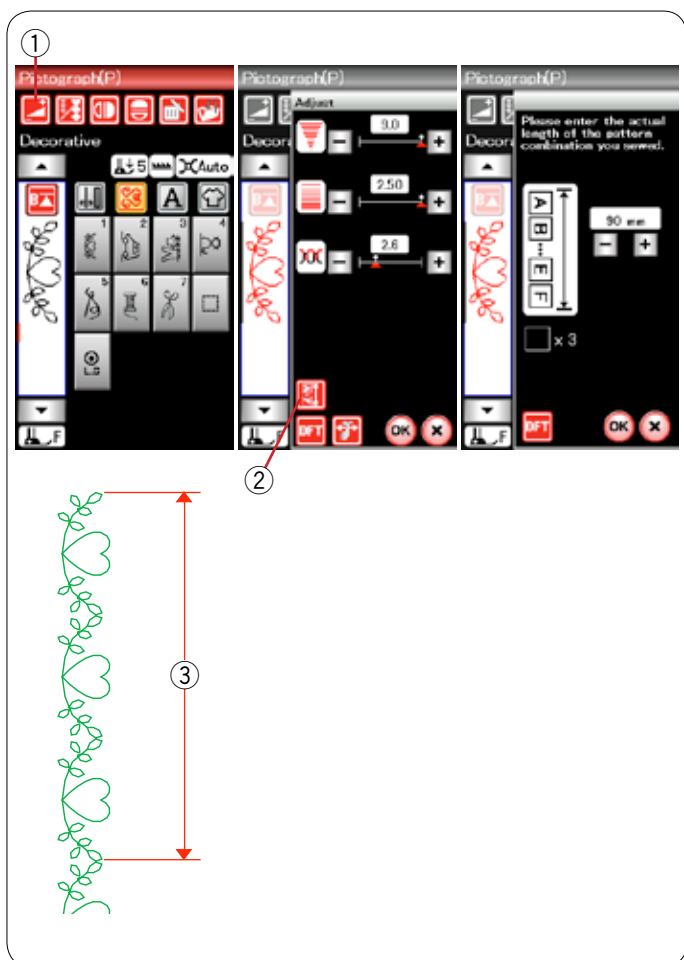 1
Pictograph(P)
Decorative
5 Auto
B
A
1 2 3 4
5 6 7
L.G
F
Pictograph(P)
Adjust
Decor
9.0
B
2.50
2.6
DFT OK ×
F
2
Pictograph(P)
Decor
Please enter the actual
length of the pattern
combination you sewed.
B
A
B
E
F
90 mm
x 3
DFT OK ×
F
3